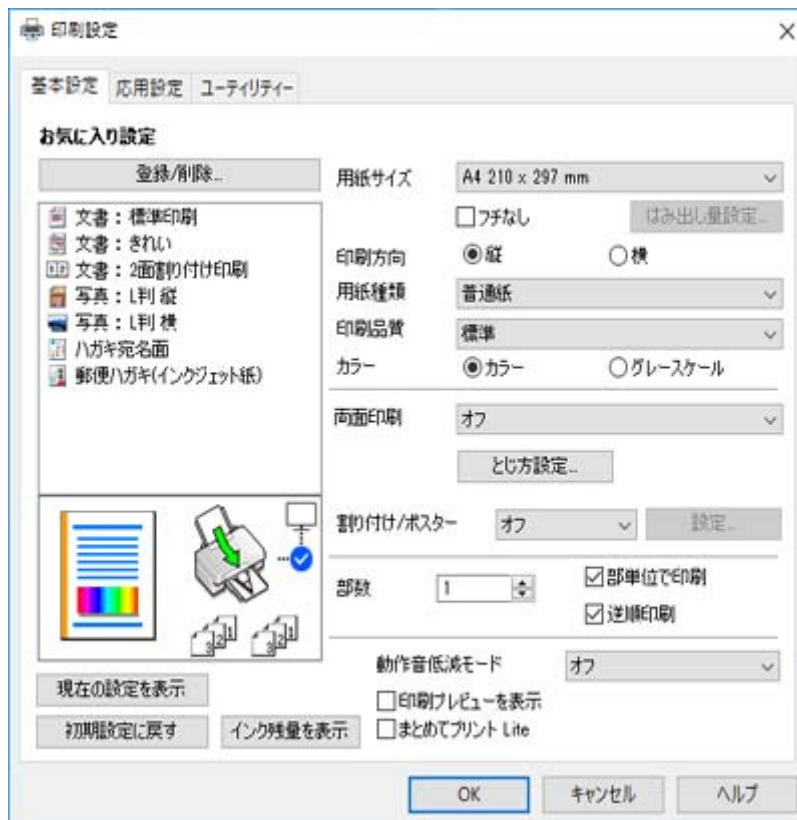 印刷設定
基本設定 応用設定 ユーティリティー
お気に入り設定
登録/削除...
文書：標準印刷
文書：きれい
文書：2面割り付け印刷
写真：L判 縦
写真：L判 横
ハガキ宛名面
郵便ハガキ(インクジェット紙)
用紙サイズ A4 210 x 297 mm
フチなし はみ出し量設定...
印刷方向 縦 横
用紙種類 普通紙
印刷品質 標準
カラー カラー グレースケール
両面印刷 オフ
とじ方設定...
割り付け/ポスター オフ 設定...
部数 1 部単位で印刷
逆順印刷
3 2 1 3 2 1
動作音低減モード オフ
現在の設定を表示 印刷プレビューを表示
初期設定に戻す インク残量を表示 まとめてプリント Lite
OK キャンセル ヘルプ